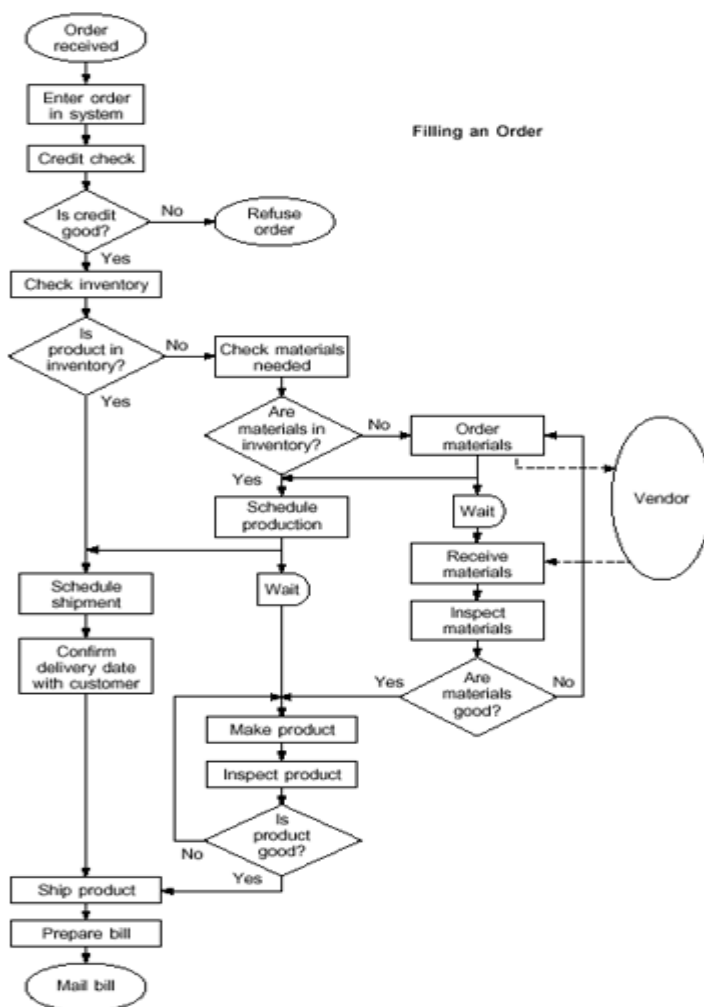 Order
received
Enter order
in system
Filling an Order
Credit check
Is credit
good?
No
Refuse
order
Yes
Check inventory
Is
product in
inventory?
No
Check materials
needed
Yes
Are
materials in
inventory?
No
Order
materials
Vendor
Yes
Schedule
production
Wait
Receive
materials
Schedule
shipment
Wait
Inspect
materials
Confirm
delivery date
with customer
Yes
Are
materials
good?
No
Make product
Inspect product
Is
product
good?
No
Yes
Ship product
Prepare bill
Mail bill